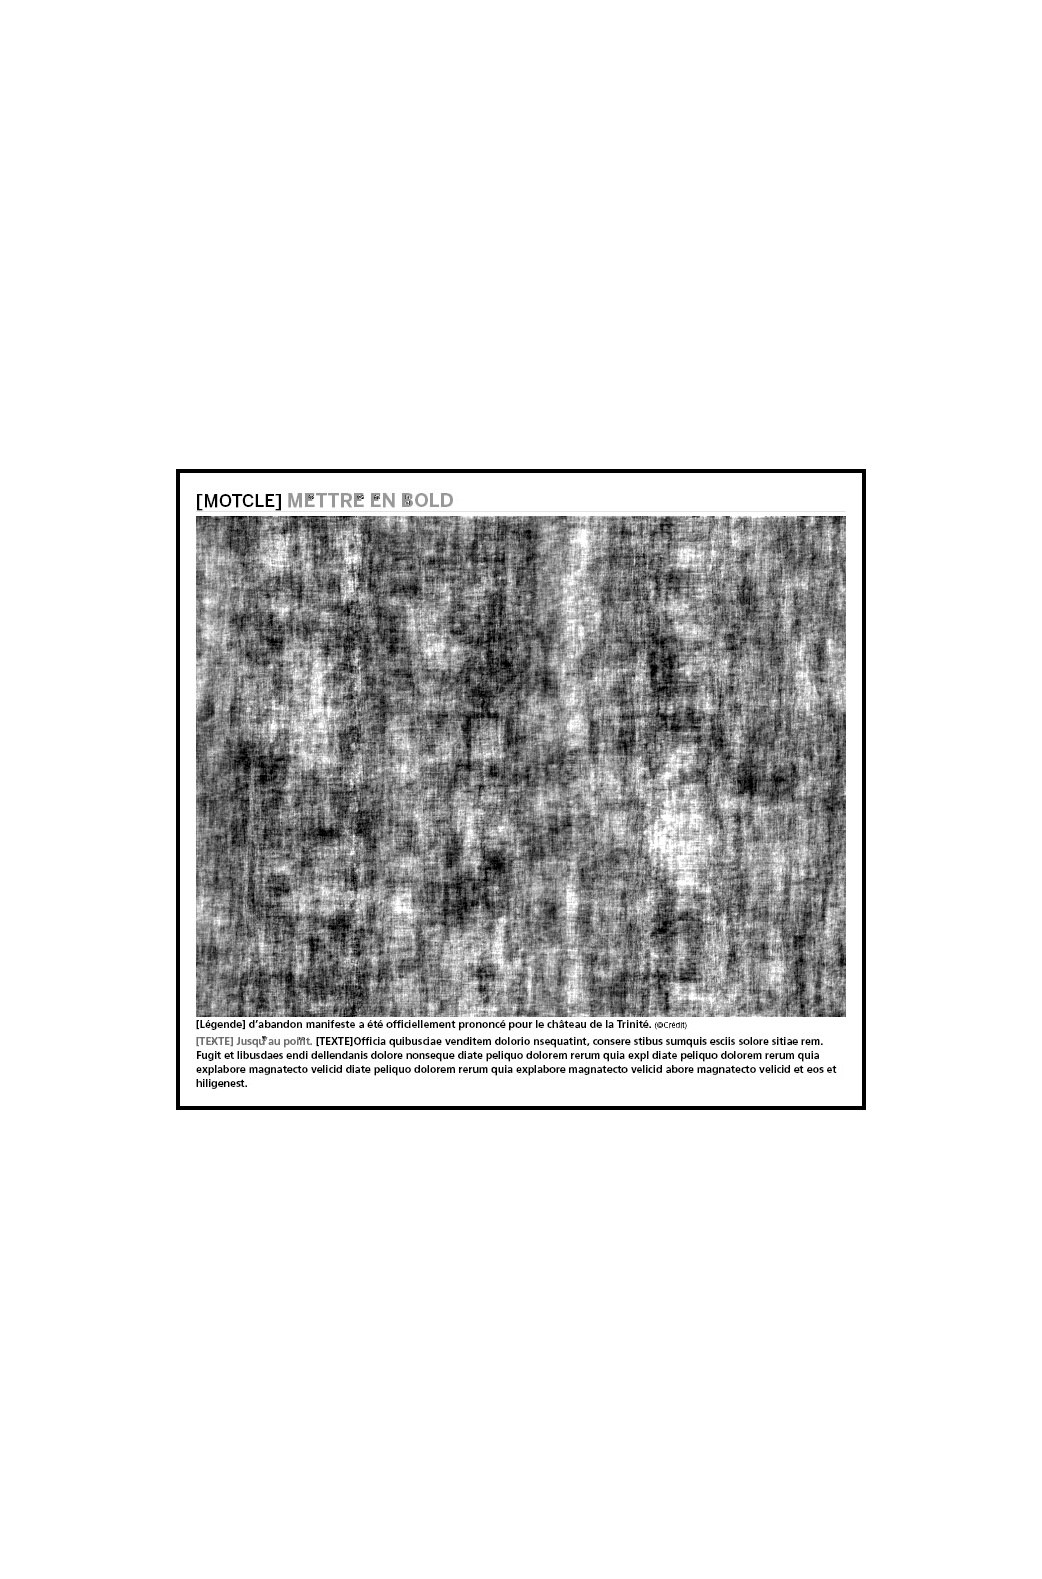 [MOTCLE] METTRE EN BOLD
[Légende] d’abandon manifeste a été officiellement prononcé pour le château de la Trinité. (©Crédit)
[TEXTE] Jusqu’au point. [TEXTE]Officia quibusciae venditem dolorio nsequatint, consere stibus sumquis esciis solore sitiae rem.
Fugit et libusdaes endi dellendanis dolore nonseque diate peliquo dolorem rerum quia expl diate peliquo dolorem rerum quia
explabore magnatecto velicid diate peliquo dolorem rerum quia explabore magnatecto velicid abore magnatecto velicid et eos et
hiligenest.